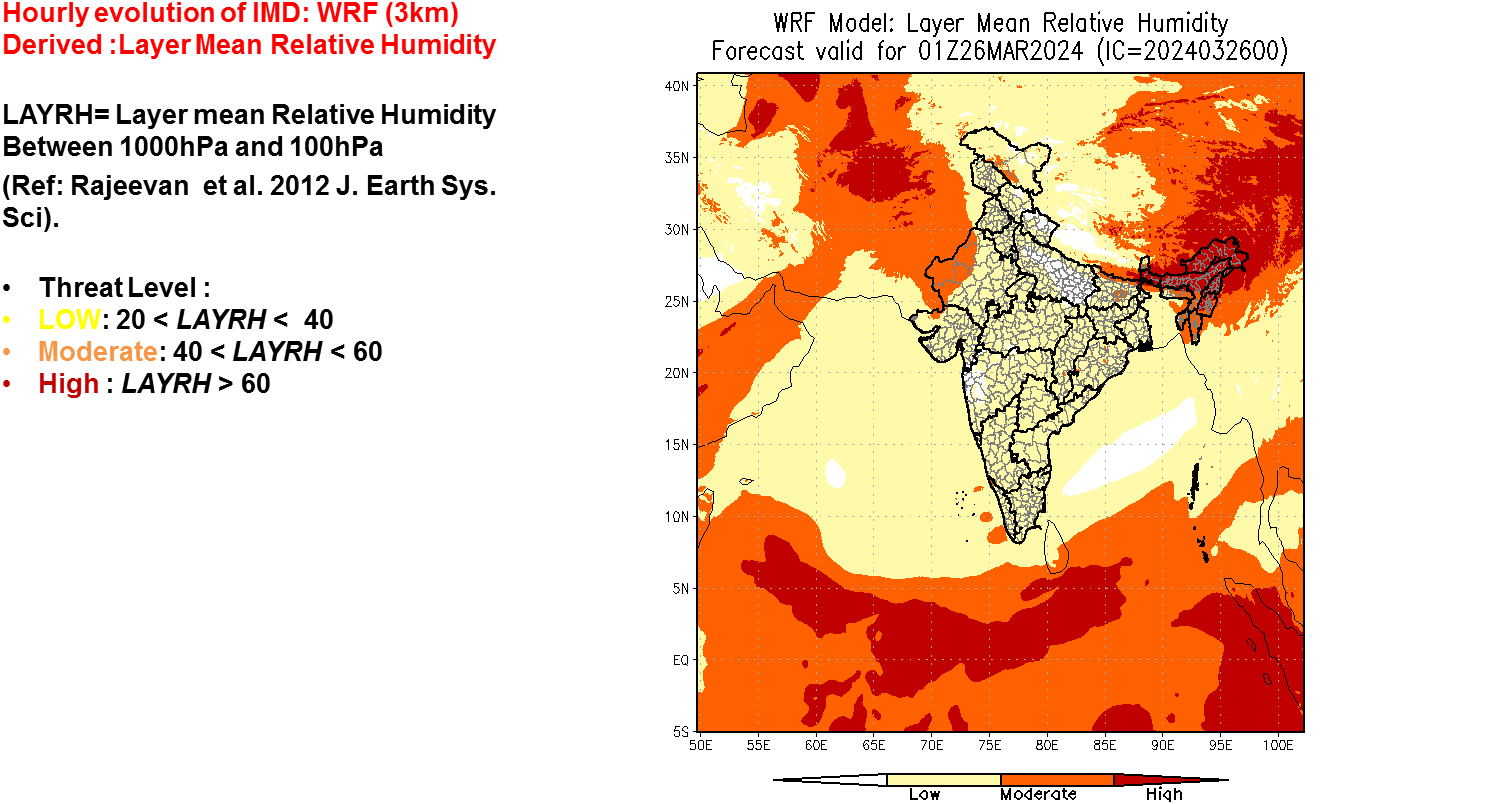 Hourly evolution of IMD: WRF (3km)
Derived :Layer Mean Relative Humidity
LAYRH= Layer mean Relative Humidity
Between 1000hPa and 100hPa
(Ref: Rajeevan et al. 2012 J. Earth Sys.
Sci).
• Threat Level :
• LOW: 20 < LAYRH < 40
• Moderate: 40 < LAYRH < 60
• High : LAYRH > 60
WRF Model: Layer Mean Relative Humidity
Forecast valid for 01Z26MAR2024 (IC=2024032600)
40N
35N
30N
25N
20N
15N
10N
5N
EQ
5S
50E 55E 60E 65E 70E 75E 80E 85E 90E 95E 100E
Low Moderate High